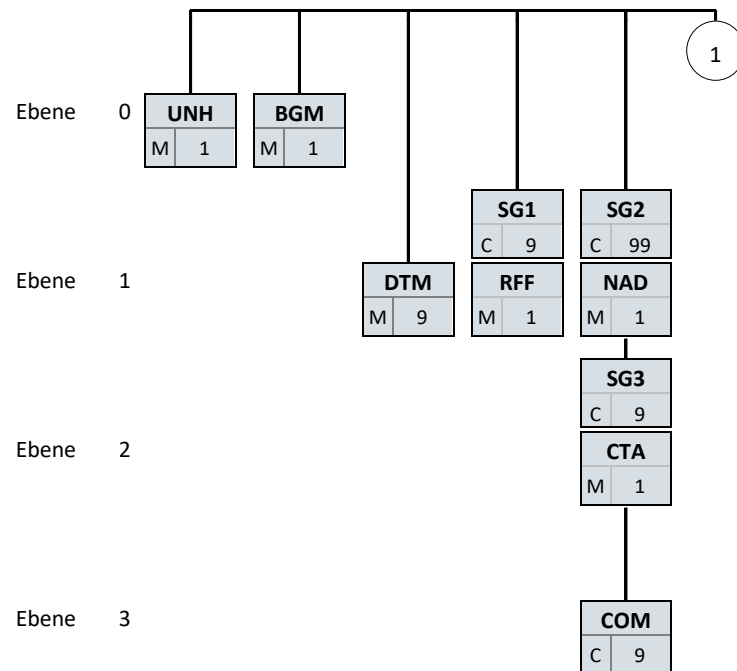 1
Ebene 0 UNH BGM
M 1 M 1
SG1 SG2
C 9 C 99
Ebene 1 DTM RFF NAD
M 9 M 1 M 1
SG3
C 9
Ebene 2 CTA
M 1
Ebene 3 COM
C 9